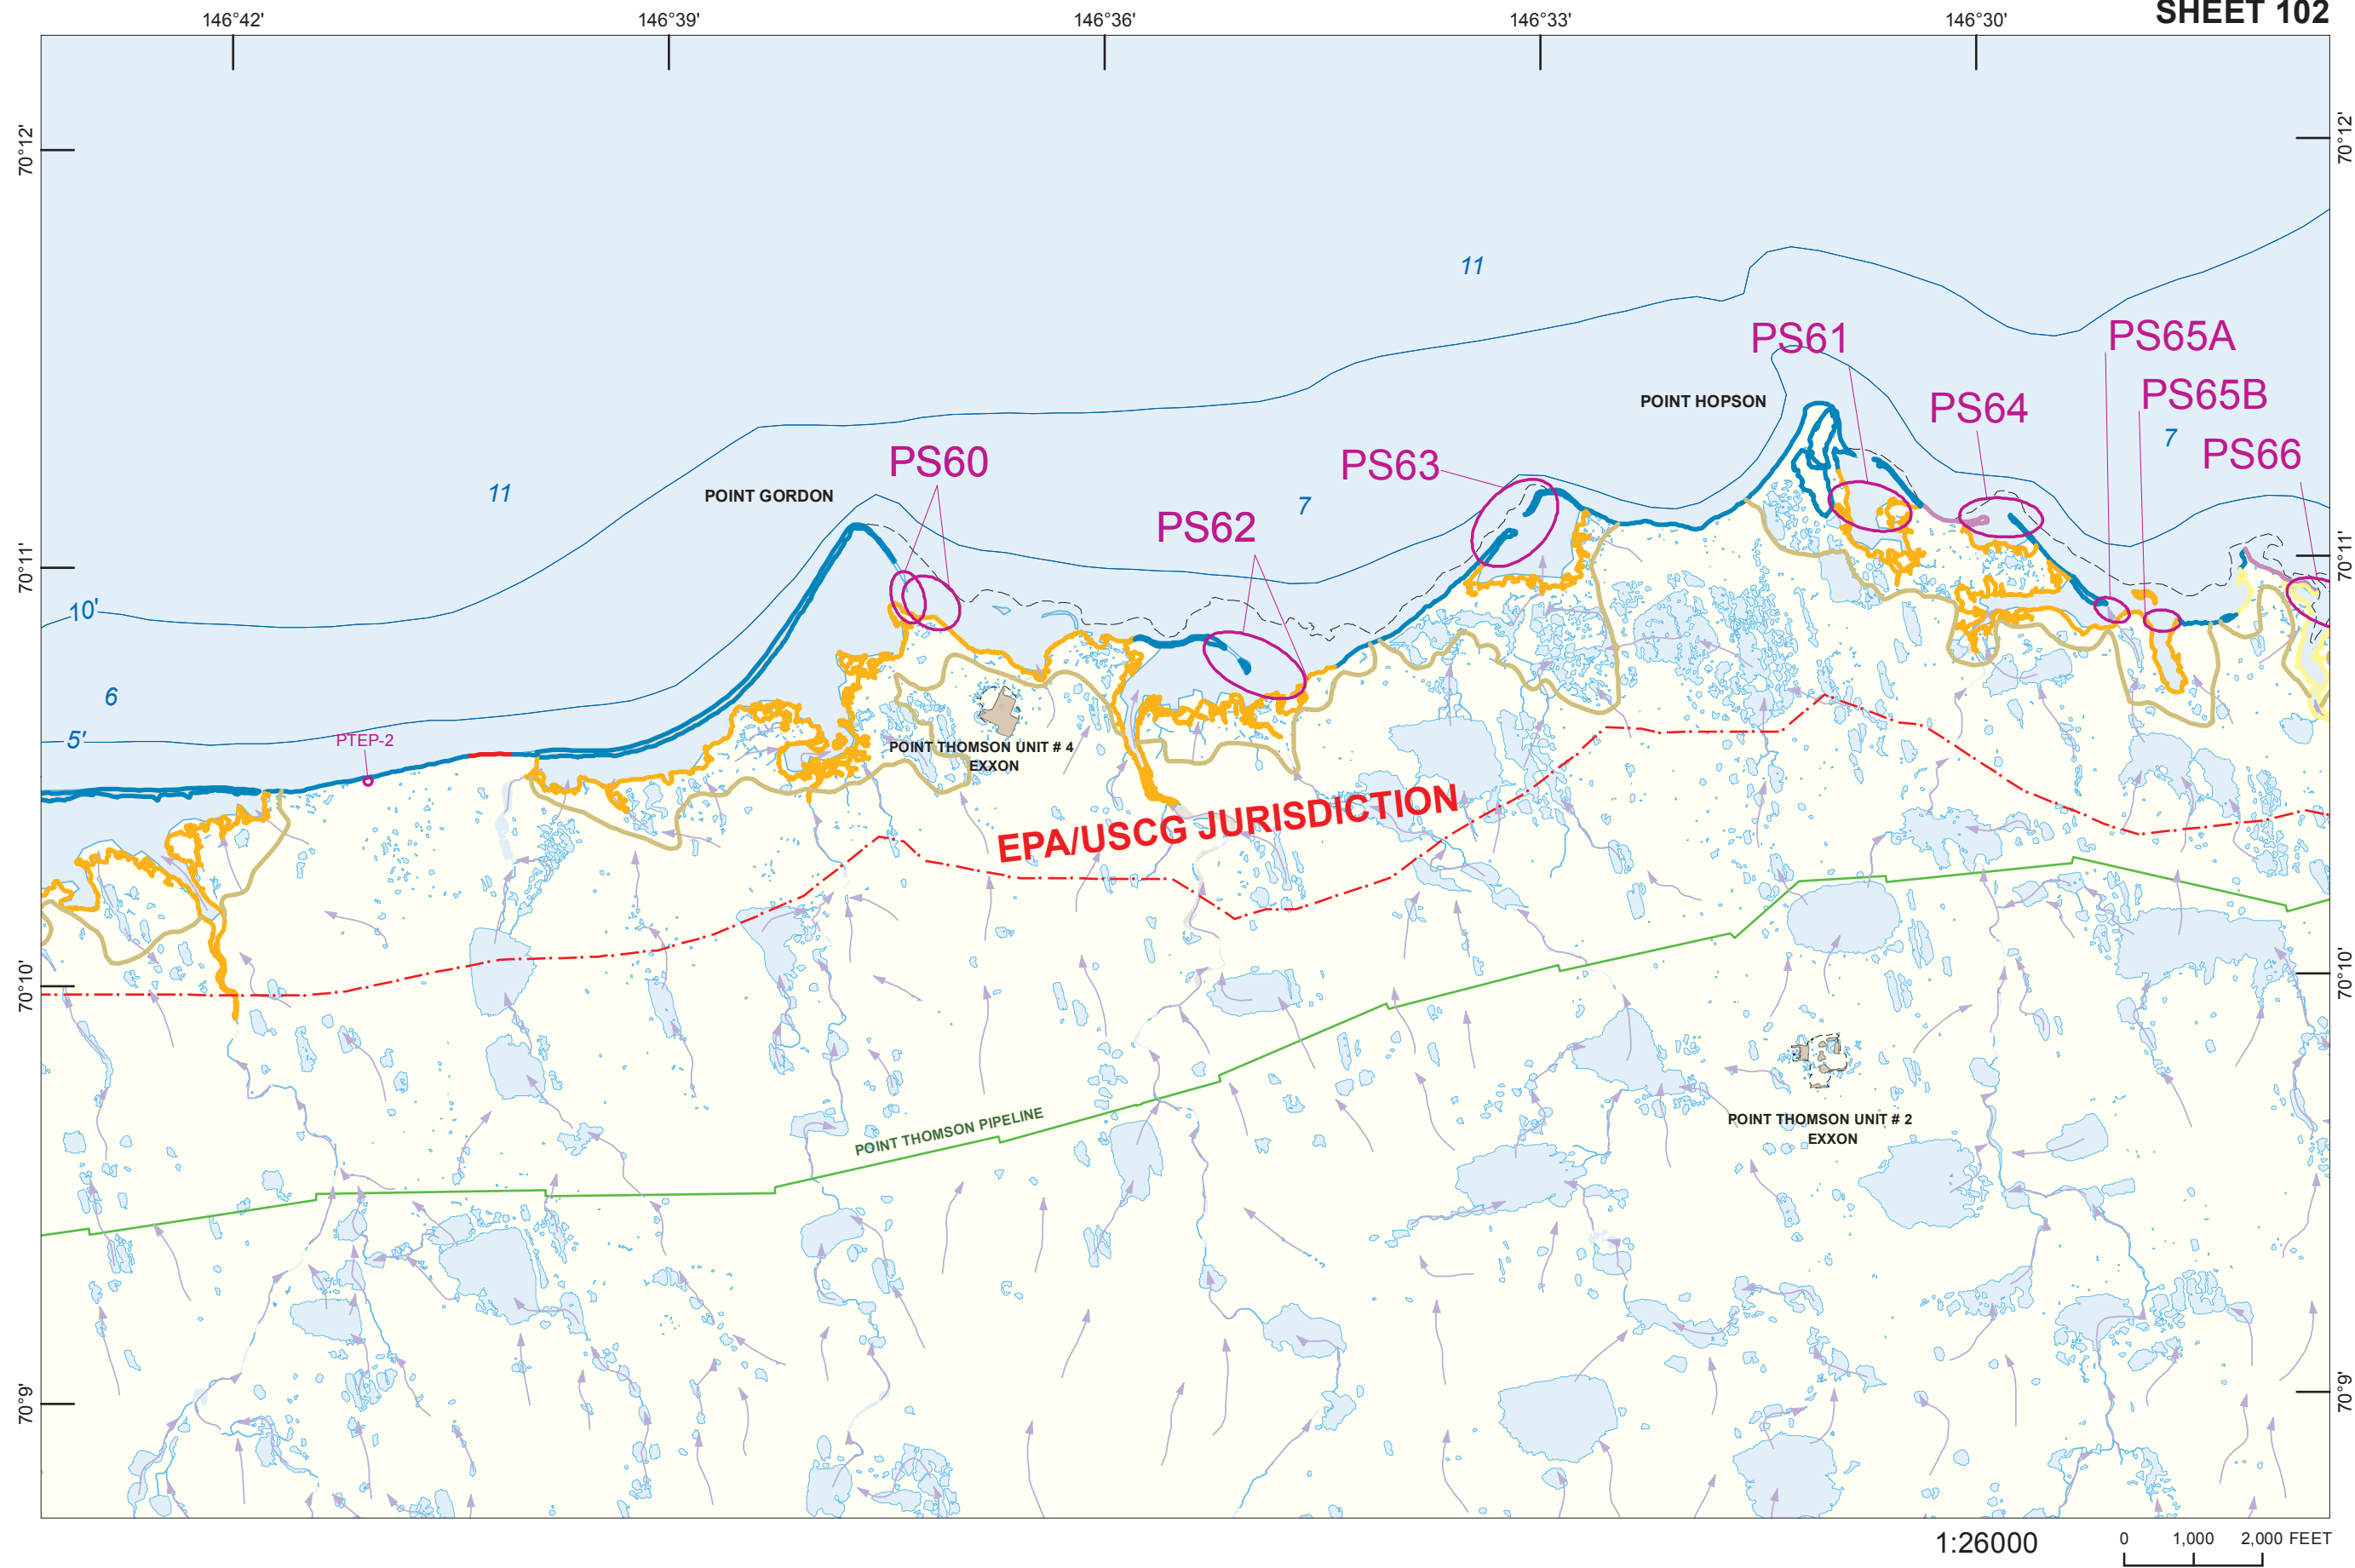 SHEET 102
146°42'
146°39'
146°36'
146°33'
146°30'
70°12'
70°12'
11
PS61
PS65A
PS65B
POINT HOPSON
PS64
7
PS66
PS60
PS63
11
POINT GORDON
7
PS62
70°11'
70°11'
10'
6
5'
PTEP-2
POINT THOMSON UNIT # 4
EXXON
EPA/USCG JURISDICTION
70°10'
70°10'
POINT THOMSON PIPELINE
POINT THOMSON UNIT # 2
EXXON
70°9'
70°9'
1:26000
0 1,000 2,000 FEET